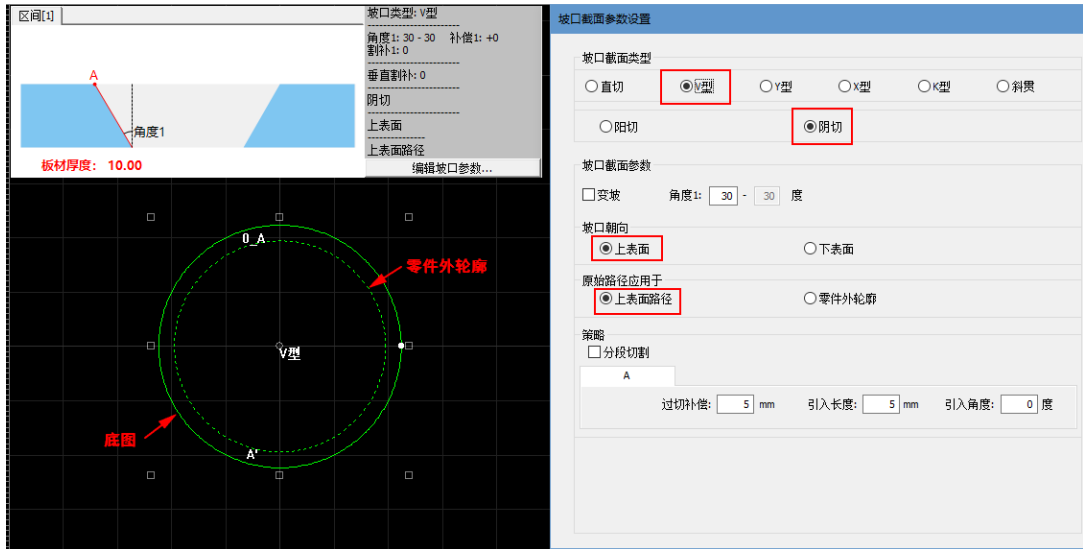 区间[1]
A
角度1
板材厚度： 10.00
坡口类型: V型
角度1: 30 - 30 补偿1: +0
割补1: 0
垂直割补: 0
阴切
上表面
上表面路径
编辑坡口参数...
0_A
零件外轮廓
V型
底图
A'
坡口截面参数设置
坡口截面类型
直切 V型 Y型 X型 K型 斜贯
阳切 阴切
坡口截面参数
变坡 角度1: 30 - 30 度
坡口朝向
上表面 下表面
原始路径应用于
上表面路径 零件外轮廓
策略
分段切割
A
过切补偿: 5 mm 引入长度: 5 mm 引入角度: 0 度